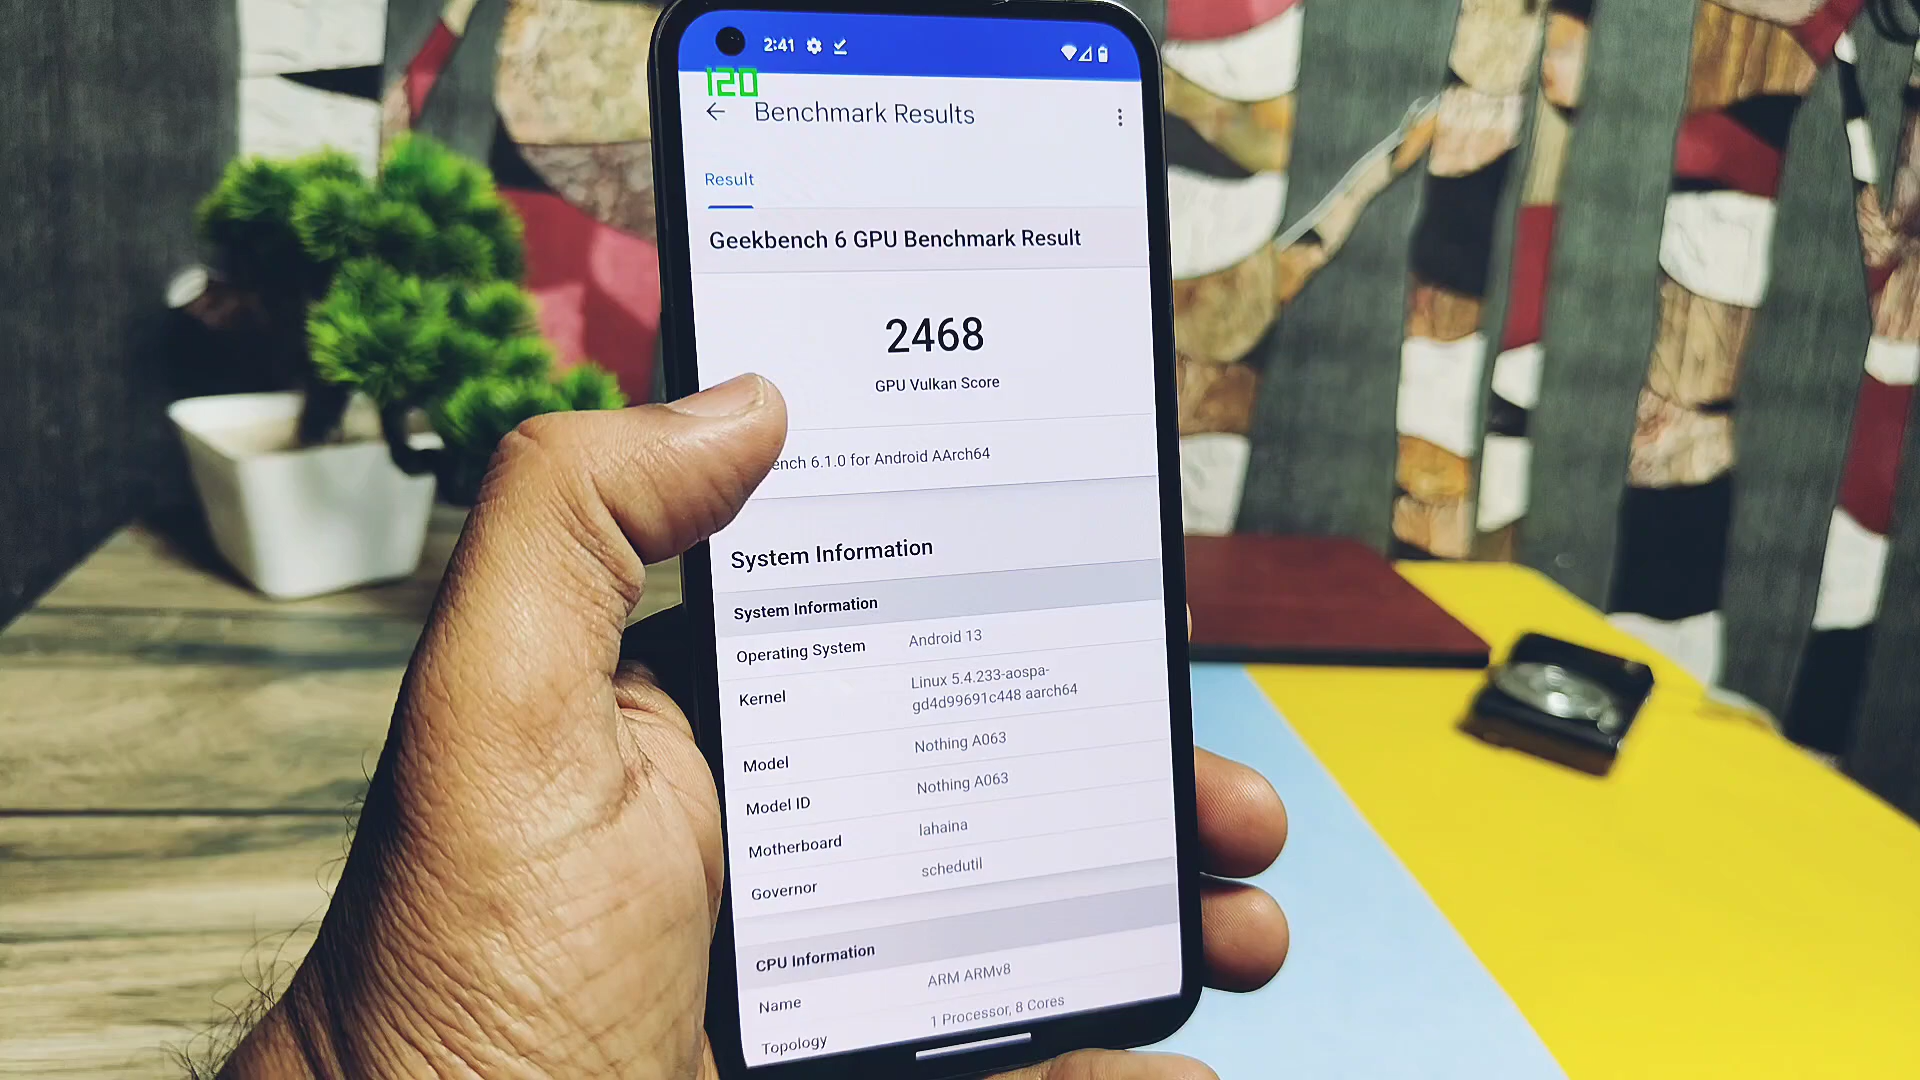 2:41
120
Benchmark Results
Result
Geekbench 6 GPU Benchmark Result
2468
GPU Vulkan Score
ench 6.1.0 for Android AArch64
System Information
System Information
Operating System Android 13
Kernel Linux 5.4.233-aospa-
gd4d99691c448 aarch64
Model Nothing A063
Model ID Nothing A063
Motherboard lahaina
Governor schedutil
CPU Information
Name ARM ARMv8
Topology 1 Processor, 8 Cores